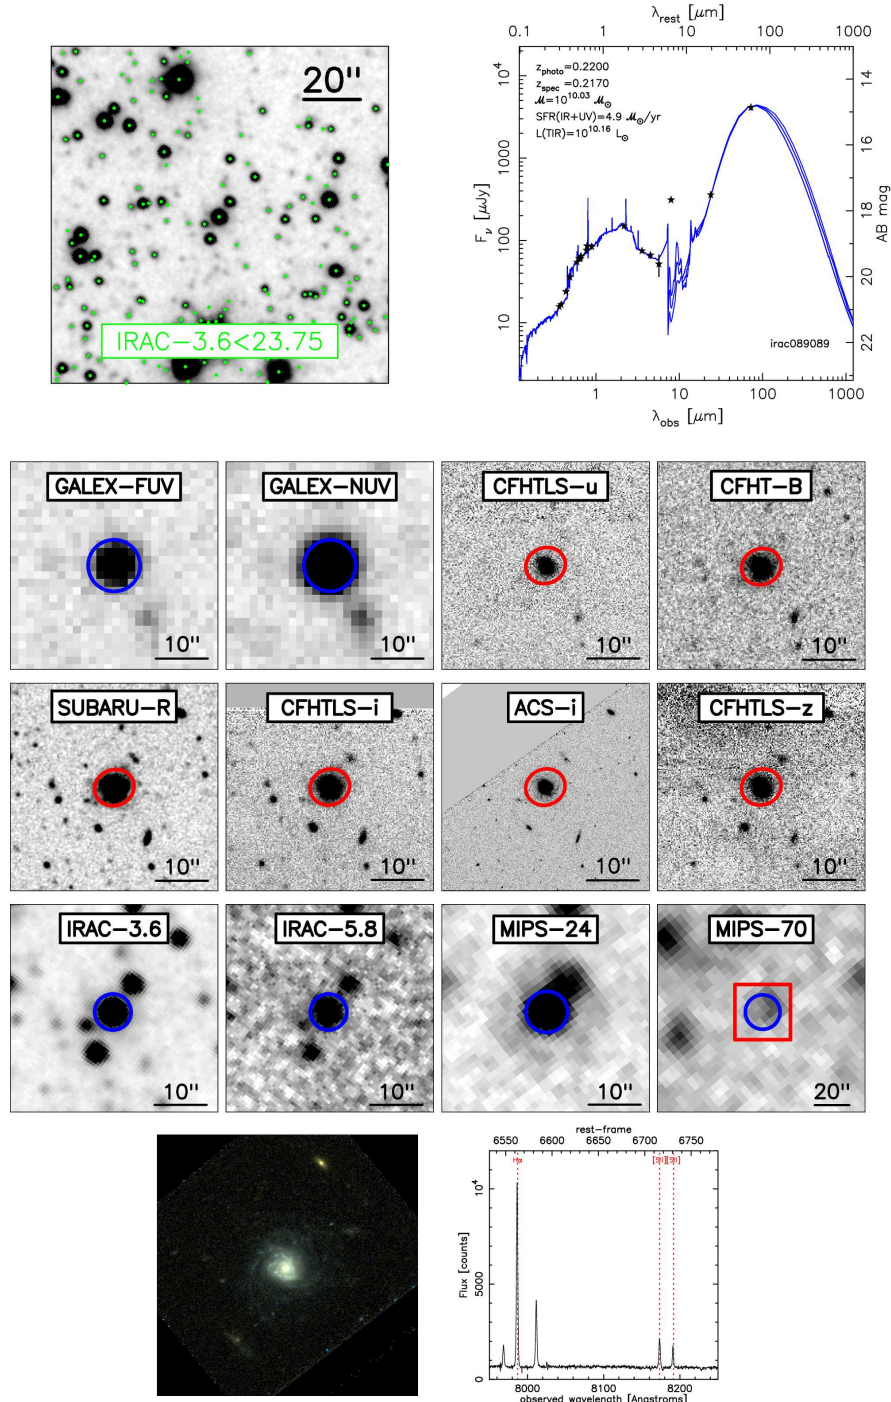 20"
IRAC-3.6<23.75
λrest [μm]
0.1 1 10 100 1000
zphoto=0.2200
zspec=0.2170
ℳ=10^10.03 ℳ⊙
SFR(IR+UV)=4.9 ℳ⊙/yr
L(TIR)=10^10.16 L⊙
Fν [μJy]
10^4
1000
100
10
14
16
18
20
22
AB mag
irac089089
1 10 100 1000
λobs [μm]
GALEX-FUV
10"
GALEX-NUV
10"
CFHTLS-u
10"
CFHT-B
10"
SUBARU-R
10"
CFHTLS-i
10"
ACS-i
10"
CFHTLS-z
10"
IRAC-3.6
10"
IRAC-5.8
10"
MIPS-24
10"
MIPS-70
20"
rest-frame
6550 6600 6650 6700 6750
Hα [SII][SII]
Flux [counts]
10^4
5000
0
8000 8100 8200
observed wavelength [Angstroms]